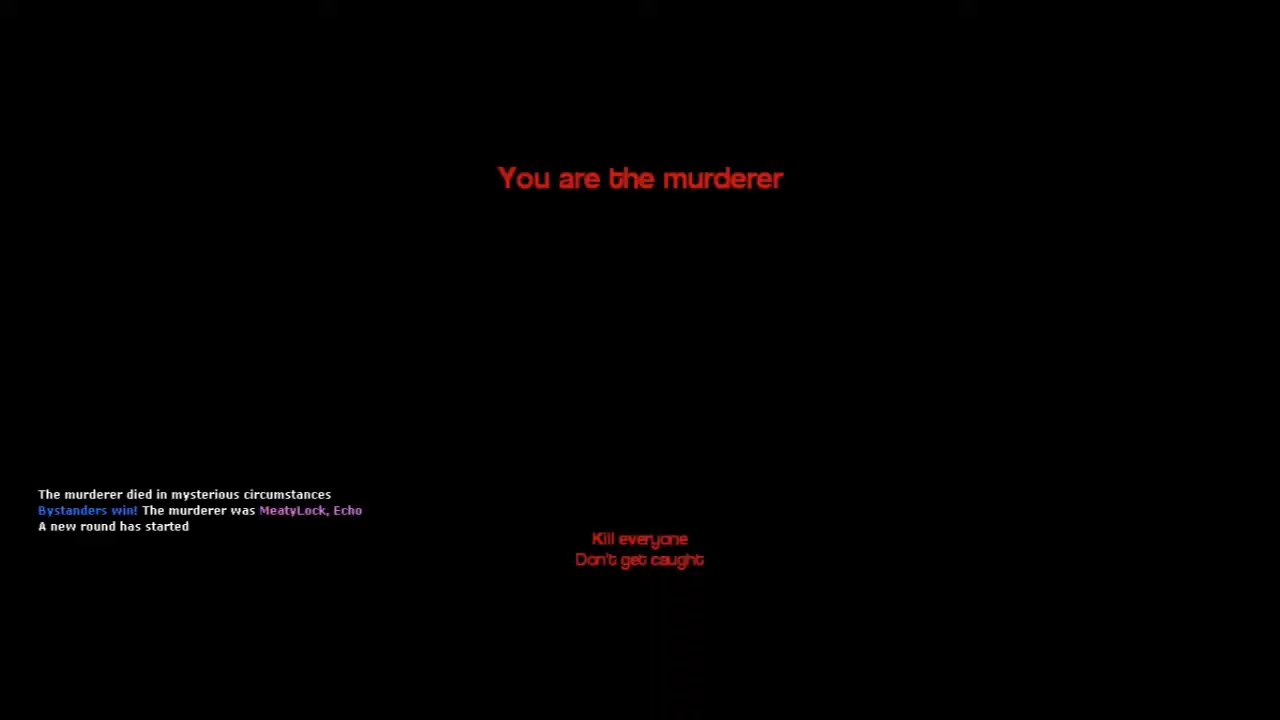 You are the murderer
The murderer died in mysterious circumstances
Bystanders win! The murderer was MeatyLock, Echo
A new round has started
Kill everyone
Don't get caught